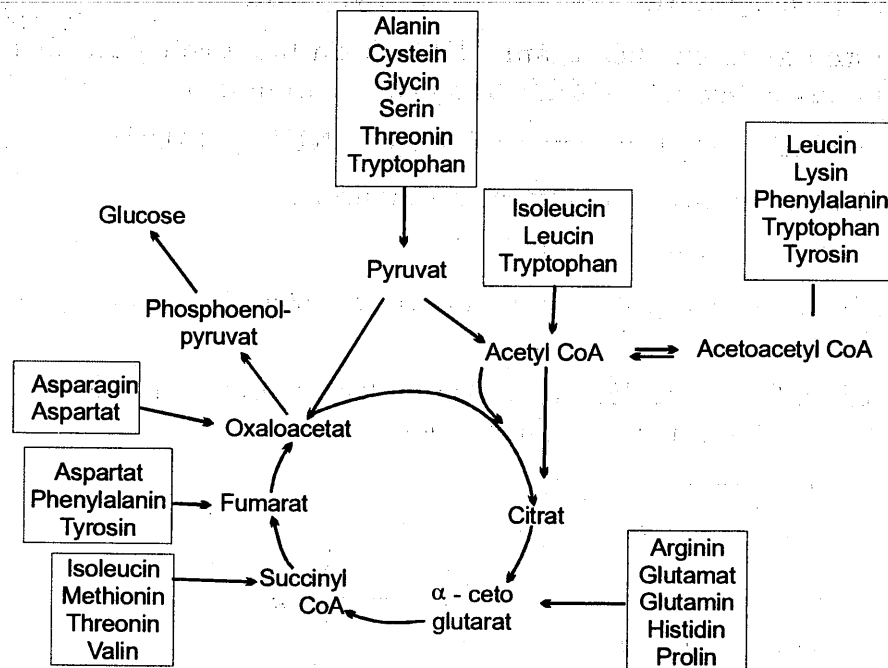 Alanin
Cystein
Glycin
Serin
Threonin
Tryptophan
Leucin
Lysin
Phenylalanin
Tryptophan
Tyrosin
Isoleucin
Leucin
Tryptophan
Glucose
Pyruvat
Phosphoenol-
pyruvat
Acetyl CoA
Acetoacetyl CoA
Asparagin
Aspartat
Oxaloacetat
Aspartat
Phenylalanin
Tyrosin
Fumarat
Citrat
Isoleucin
Methionin
Threonin
Valin
Succinyl
CoA
α - ceto
glutarat
Arginin
Glutamat
Glutamin
Histidin
Prolin